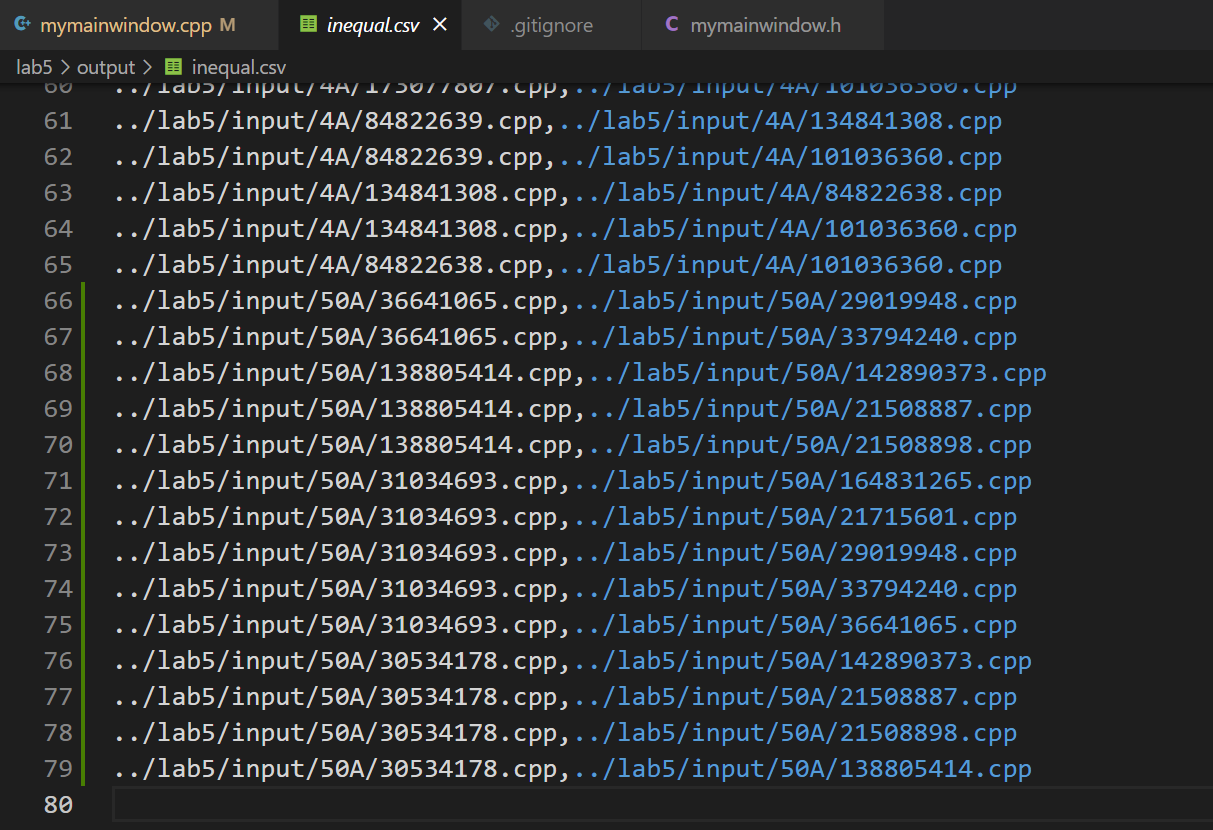 mymainwindow.cpp M inequal.csv .gitignore C mymainwindow.h
lab5 > output > inequal.csv
60 ../lab5/input/4A/173077807.cpp,../lab5/input/4A/101036360.cpp
61 ../lab5/input/4A/84822639.cpp,../lab5/input/4A/134841308.cpp
62 ../lab5/input/4A/84822639.cpp,../lab5/input/4A/101036360.cpp
63 ../lab5/input/4A/134841308.cpp,../lab5/input/4A/84822638.cpp
64 ../lab5/input/4A/134841308.cpp,../lab5/input/4A/101036360.cpp
65 ../lab5/input/4A/84822638.cpp,../lab5/input/4A/101036360.cpp
66 ../lab5/input/50A/36641065.cpp,../lab5/input/50A/29019948.cpp
67 ../lab5/input/50A/36641065.cpp,../lab5/input/50A/33794240.cpp
68 ../lab5/input/50A/138805414.cpp,../lab5/input/50A/142890373.cpp
69 ../lab5/input/50A/138805414.cpp,../lab5/input/50A/21508887.cpp
70 ../lab5/input/50A/138805414.cpp,../lab5/input/50A/21508898.cpp
71 ../lab5/input/50A/31034693.cpp,../lab5/input/50A/164831265.cpp
72 ../lab5/input/50A/31034693.cpp,../lab5/input/50A/21715601.cpp
73 ../lab5/input/50A/31034693.cpp,../lab5/input/50A/29019948.cpp
74 ../lab5/input/50A/31034693.cpp,../lab5/input/50A/33794240.cpp
75 ../lab5/input/50A/31034693.cpp,../lab5/input/50A/36641065.cpp
76 ../lab5/input/50A/30534178.cpp,../lab5/input/50A/142890373.cpp
77 ../lab5/input/50A/30534178.cpp,../lab5/input/50A/21508887.cpp
78 ../lab5/input/50A/30534178.cpp,../lab5/input/50A/21508898.cpp
79 ../lab5/input/50A/30534178.cpp,../lab5/input/50A/138805414.cpp
80